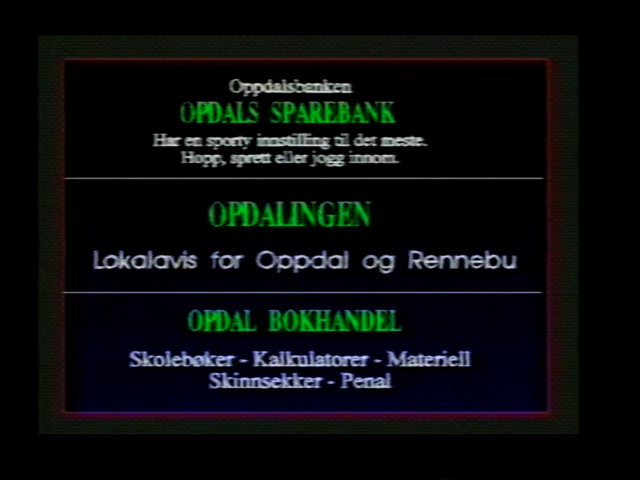 Oppdalsbanken
OPDALS SPAREBANK
Har en sporty innstilling til det meste.
Hopp, sprett eller jogg innom.
OPDALINGEN
Lokalavis for Oppdal og Rennebu
OPDAL BOKHANDEL
Skolebøker - Kalkulatorer - Materiell
Skinnsekker - Penal